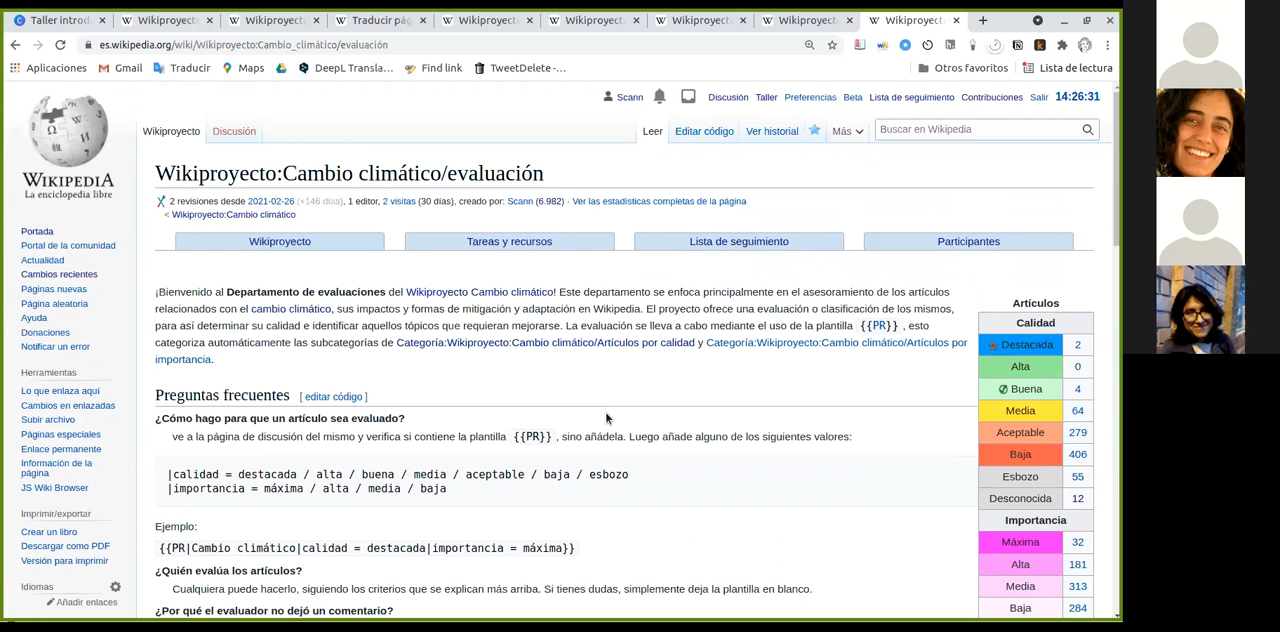 Taller introd
Wikiproyecto
Wikiproyect
Traducir pág
Wikiproyect
Wikiproyect
Wikiproyect
Wikiproyect
Wikiproyect
es.wikipedia.org/wiki/Wikiproyecto:Cambio_climático/evaluación
Aplicaciones
Gmail
Traducir
Maps
DeepL Transla...
Find link
TweetDelete -...
Otros favoritos
Lista de lectura
WIKIPEDIA
La enciclopedia libre
Scann
Discusión
Taller
Preferencias
Beta
Lista de seguimiento
Contribuciones
Salir
14:26:31
Wikiproyecto
Discusión
Leer
Editar código
Ver historial
Más
Buscar en Wikipedia
Portada
Portal de la comunidad
Actualidad
Cambios recientes
Páginas nuevas
Página aleatoria
Ayuda
Donaciones
Notificar un error
Herramientas
Lo que enlaza aquí
Cambios en enlazadas
Subir archivo
Páginas especiales
Enlace permanente
Información de la
página
JS Wiki Browser
Imprimir/exportar
Crear un libro
Descargar como PDF
Versión para imprimir
Idiomas
Añadir enlaces
Wikiproyecto:Cambio climático/evaluación
2 revisiones desde 2021-02-26 (+146 días), 1 editor, 2 visitas (30 días), creado por: Scann (6.982) · Ver las estadísticas completas de la página
< Wikiproyecto:Cambio climático
Wikiproyecto
Tareas y recursos
Lista de seguimiento
Participantes
¡Bienvenido al Departamento de evaluaciones del Wikiproyecto Cambio climático! Este departamento se enfoca principalmente en el asesoramiento de los artículos
relacionados con el cambio climático, sus impactos y formas de mitigación y adaptación en Wikipedia. El proyecto ofrece una evaluación o clasificación de los mismos,
para así determinar su calidad e identificar aquellos tópicos que requieran mejorarse. La evaluación se lleva a cabo mediante el uso de la plantilla {{PR}} , esto
categoriza automáticamente las subcategorías de Categoría:Wikiproyecto:Cambio climático/Artículos por calidad y Categoría:Wikiproyecto:Cambio climático/Artículos por
importancia.
Preguntas frecuentes [ editar código ]
¿Cómo hago para que un artículo sea evaluado?
ve a la página de discusión del mismo y verifica si contiene la plantilla {{PR}} , sino añádela. Luego añade alguno de los siguientes valores:
|calidad = destacada / alta / buena / media / aceptable / baja / esbozo
|importancia = máxima / alta / media / baja
Ejemplo:
{{PR|Cambio climático|calidad = destacada|importancia = máxima}}
¿Quién evalúa los artículos?
Cualquiera puede hacerlo, siguiendo los criterios que se explican más arriba. Si tienes dudas, simplemente deja la plantilla en blanco.
¿Por qué el evaluador no dejó un comentario?
Artículos
Calidad
Destacada 2
Alta 0
Buena 4
Media 64
Aceptable 279
Baja 406
Esbozo 55
Desconocida 12
Importancia
Máxima 32
Alta 181
Media 313
Baja 284